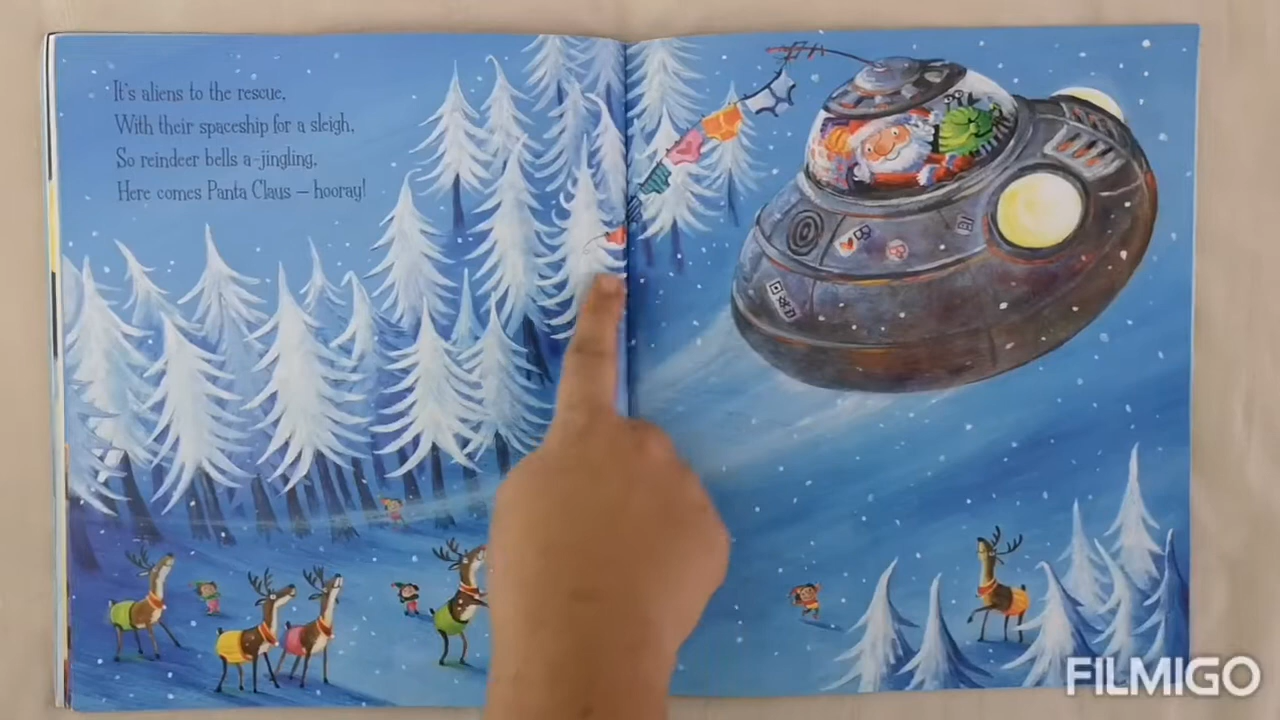 It's aliens to the rescue,
With their spaceship for a sleigh,
So reindeer bells a-jingling,
Here comes Panta Claus – hooray!
FILMIGO